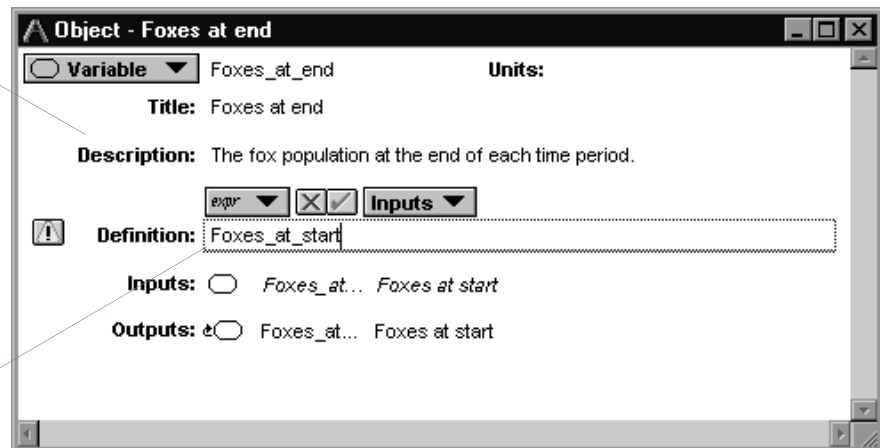 Object - Foxes at end
Variable Foxes_at_end Units:
Title: Foxes at end
Description: The fox population at the end of each time period.
expr Inputs
Definition: Foxes_at_start
Inputs: Foxes_at... Foxes at start
Outputs: Foxes_at... Foxes at start